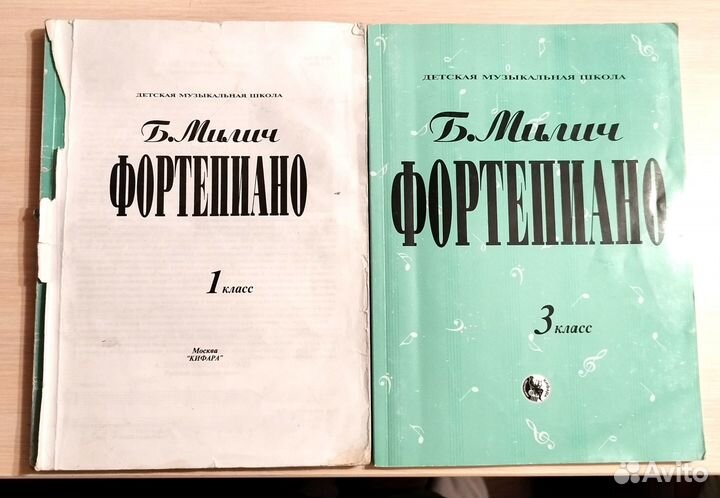 ДЕТСКАЯ МУЗЫКАЛЬНАЯ ШКОЛА
Б. Милич
ФОРТЕПИАНО
1 класс
Москва
"КИФАРА"
ДЕТСКАЯ МУЗЫКАЛЬНАЯ ШКОЛА
Б. Милич
ФОРТЕПИАНО
3 класс
Avito